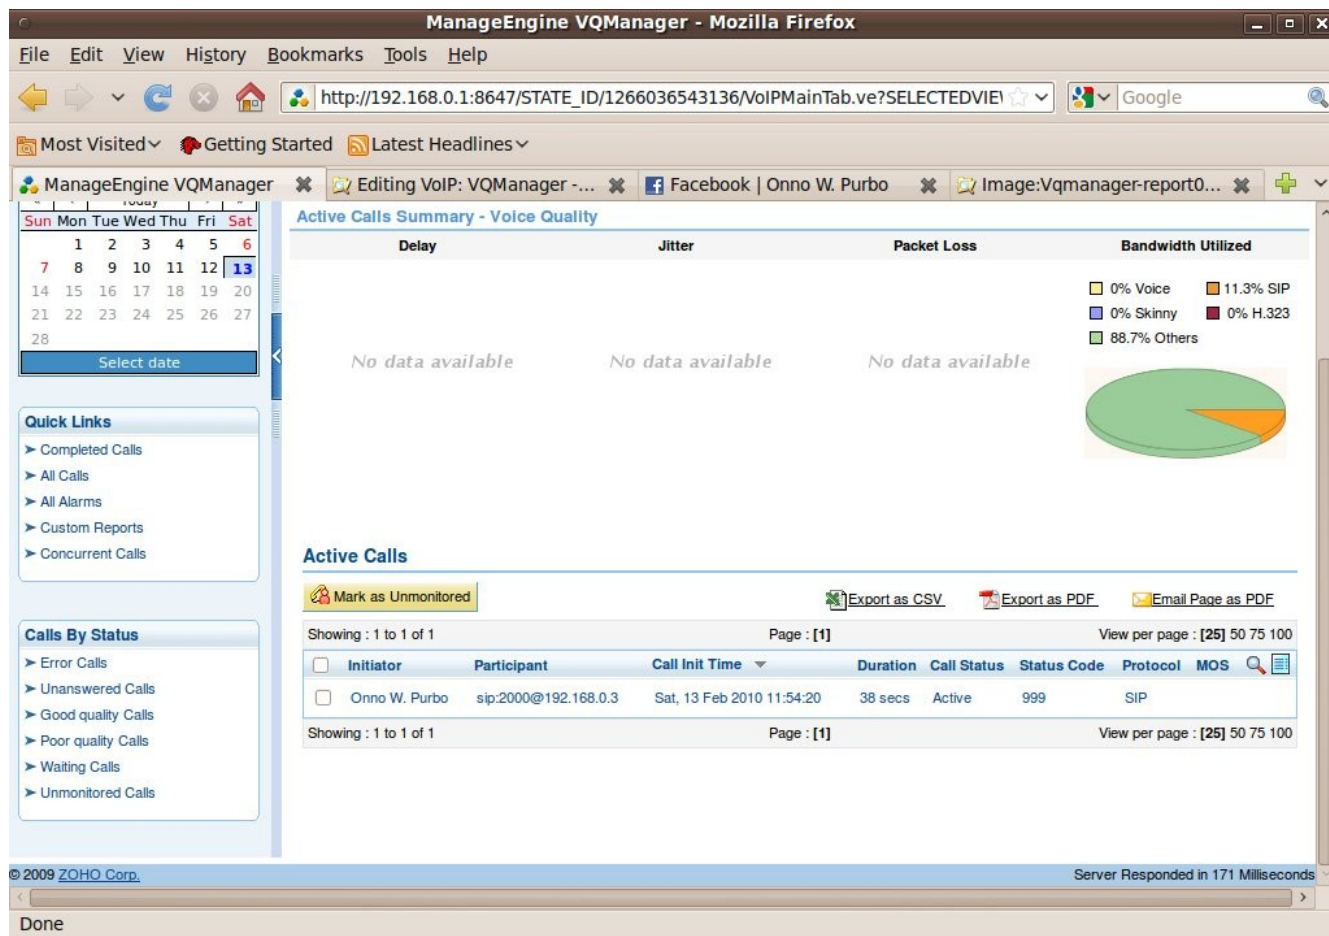 ManageEngine VQManager - Mozilla Firefox
File Edit View History Bookmarks Tools Help
http://192.168.0.1:8647/STATE_ID/1266036543136/VoIPMainTab.ve?SELECTEDVIE
Google
Most Visited Getting Started Latest Headlines
ManageEngine VQManager Editing VoIP: VQManager -... Facebook | Onno W. Purbo Image:Vqmanager-report0...
Sun Mon Tue Wed Thu Fri Sat
1 2 3 4 5 6
7 8 9 10 11 12 13
14 15 16 17 18 19 20
21 22 23 24 25 26 27
28
Select date
Quick Links
Completed Calls
All Calls
All Alarms
Custom Reports
Concurrent Calls
Calls By Status
Error Calls
Unanswered Calls
Good quality Calls
Poor quality Calls
Waiting Calls
Unmonitored Calls
Active Calls Summary - Voice Quality
Delay Jitter Packet Loss Bandwidth Utilized
0% Voice 11.3% SIP
0% Skinny 0% H.323
88.7% Others
No data available No data available No data available
Active Calls
Mark as Unmonitored Export as CSV Export as PDF Email Page as PDF
Showing : 1 to 1 of 1 Page : [1] View per page : [25] 50 75 100
Initiator Participant Call Init Time Duration Call Status Status Code Protocol MOS
Onno W. Purbo sip:2000@192.168.0.3 Sat, 13 Feb 2010 11:54:20 38 secs Active 999 SIP
Showing : 1 to 1 of 1 Page : [1] View per page : [25] 50 75 100
© 2009 ZOHO Corp. Server Responded in 171 Milliseconds
Done